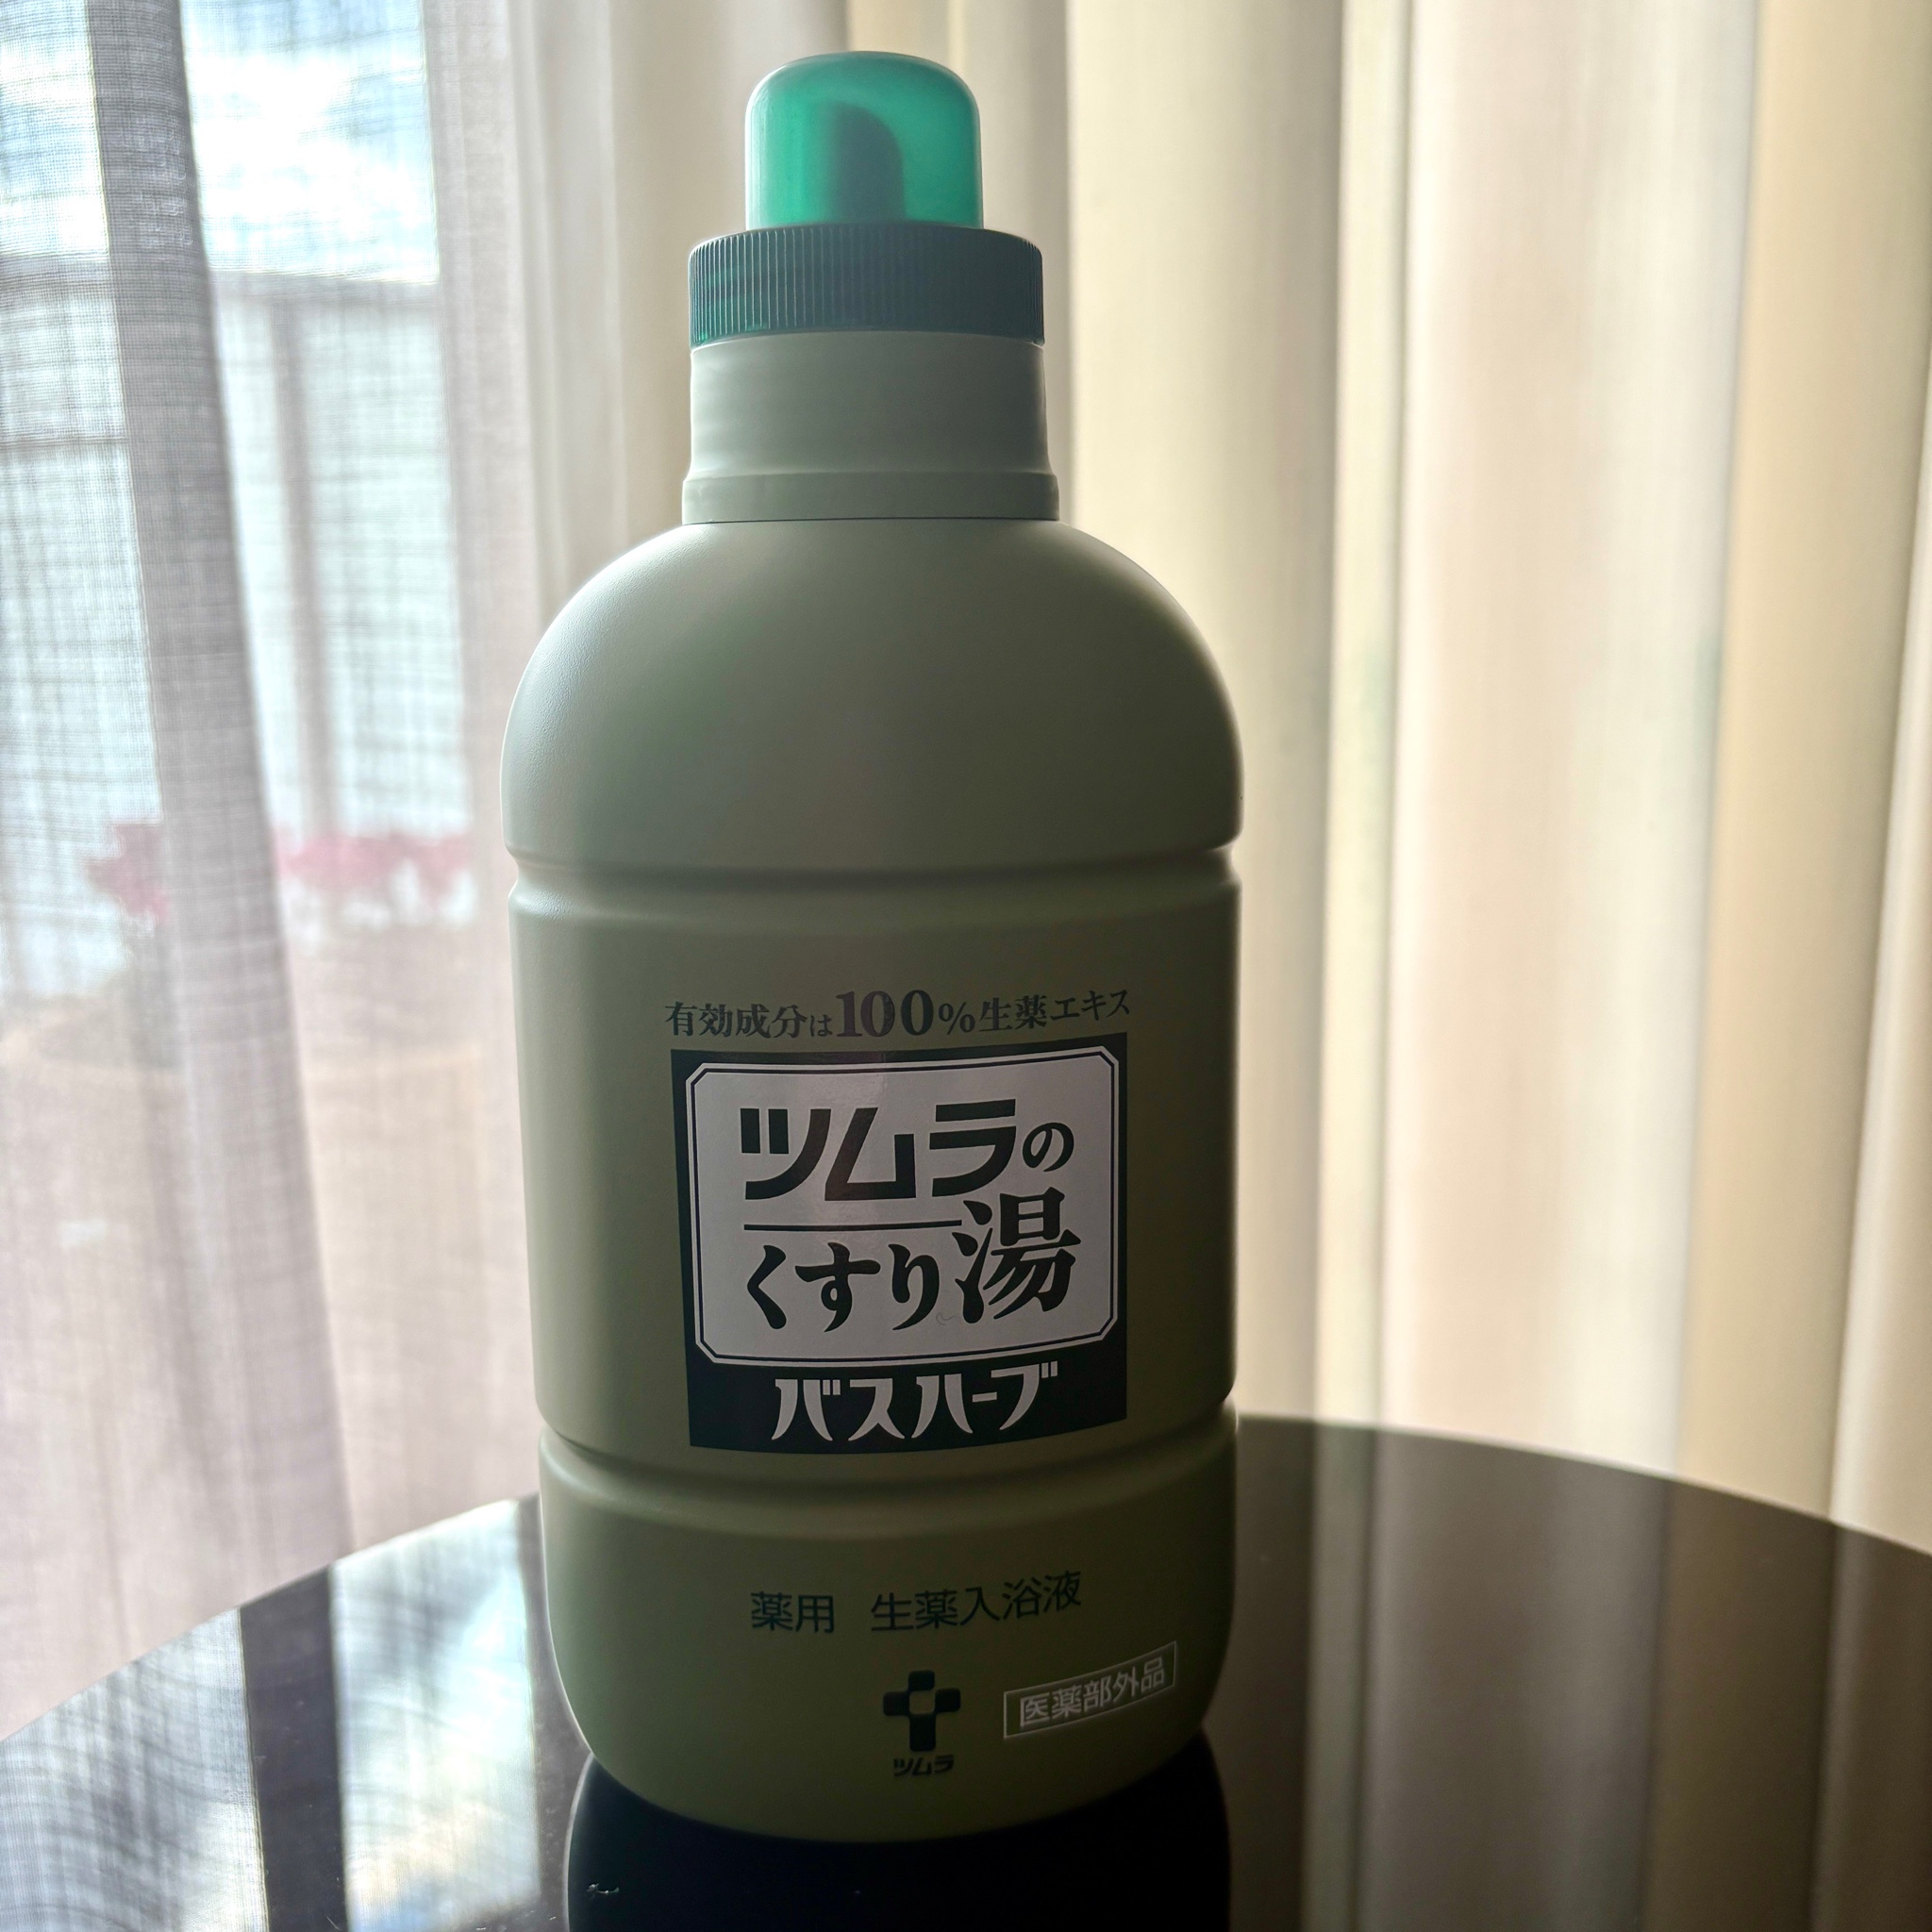 有効成分は100%生薬エキス
ツムラの
くすり湯
バスハーブ
薬用 生薬入浴液
医薬部外品
ツムラ